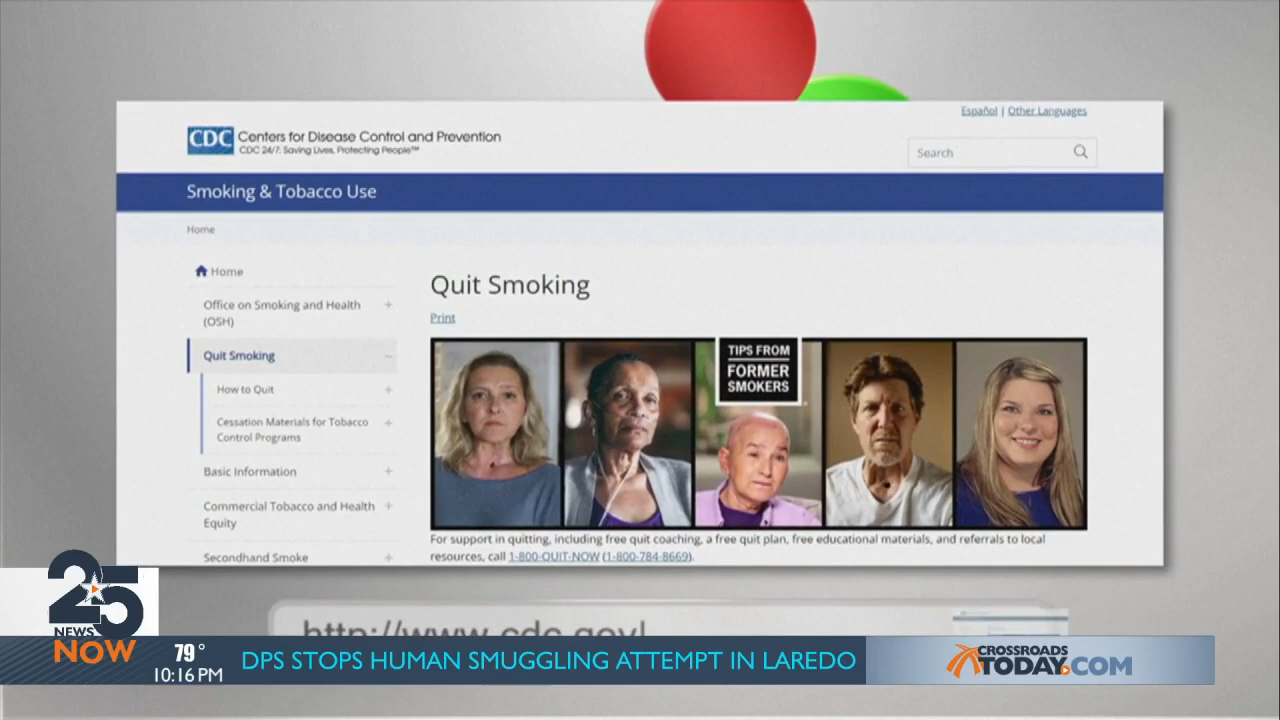 Español | Other Languages
CDC Centers for Disease Control and Prevention
CDC 24/7: Saving Lives, Protecting People™
Search
Smoking & Tobacco Use
Home
Home
Office on Smoking and Health
(OSH)
Quit Smoking
How to Quit
Cessation Materials for Tobacco
Control Programs
Basic Information
Commercial Tobacco and Health
Equity
Secondhand Smoke
Quit Smoking
Print
TIPS FROM
FORMER
SMOKERS
For support in quitting, including free quit coaching, a free quit plan, free educational materials, and referrals to local
resources, call 1-800-QUIT-NOW (1-800-784-8669).
http://www.cdc.gov
25
NEWS
NOW
79°
10:16 PM
DPS STOPS HUMAN SMUGGLING ATTEMPT IN LAREDO
CROSSROADS
TODAY.COM